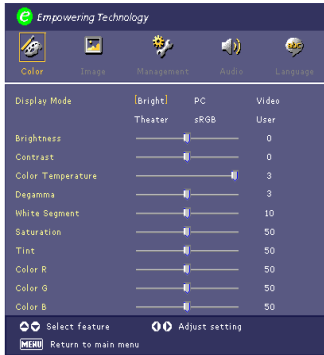 e Empowering Technology
Color Image Management Audio Language
Display Mode [Bright] PC Video
Theater sRGB User
Brightness 0
Contrast 0
Color Temperature 3
Degamma 3
White Segment 10
Saturation 50
Tint 50
Color R 50
Color G 50
Color B 50
Select feature Adjust setting
MENU Return to main menu